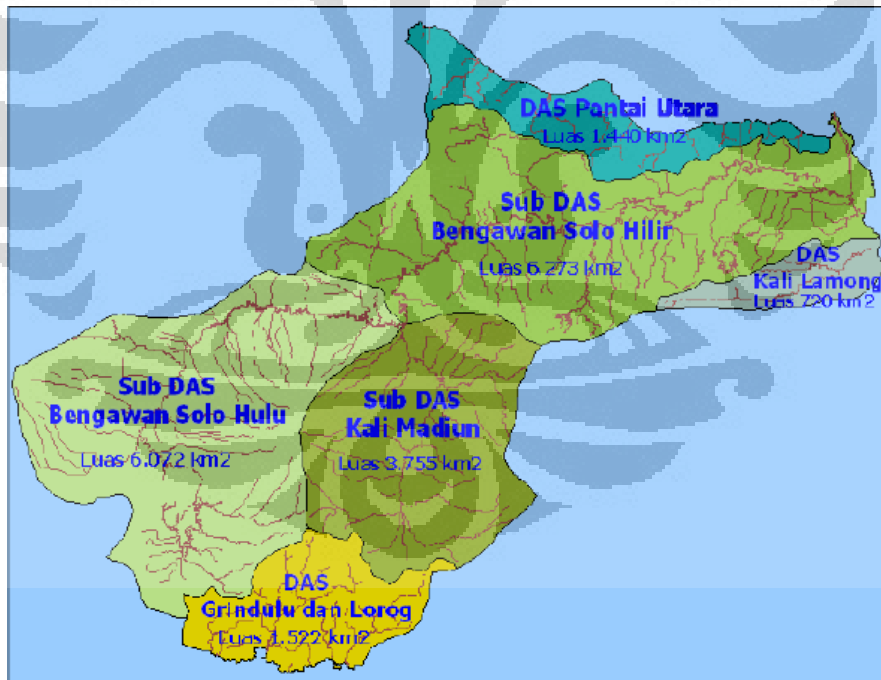 DAS Pantai Utara
Luas 1.440 km2
Sub DAS
Bengawan Solo Hilir
Luas 6.273 km2
DAS
Kali Lamong
Luas 720 km2
Sub DAS
Bengawan Solo Hulu
Luas 6.072 km2
Sub DAS
Kali Madiun
Luas 3.755 km2
DAS
Grindulu dan Lorog
Luas 1.522 km2